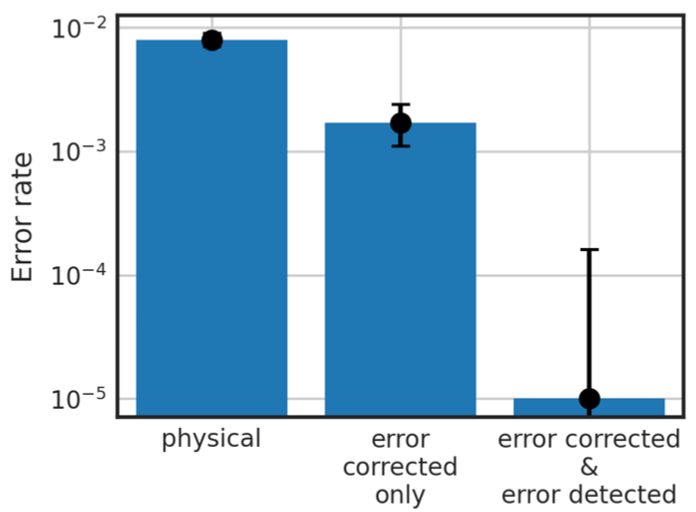 Error rate
10⁻²
10⁻³
10⁻⁴
10⁻⁵
physical
error
corrected
only
error corrected
&
error detected